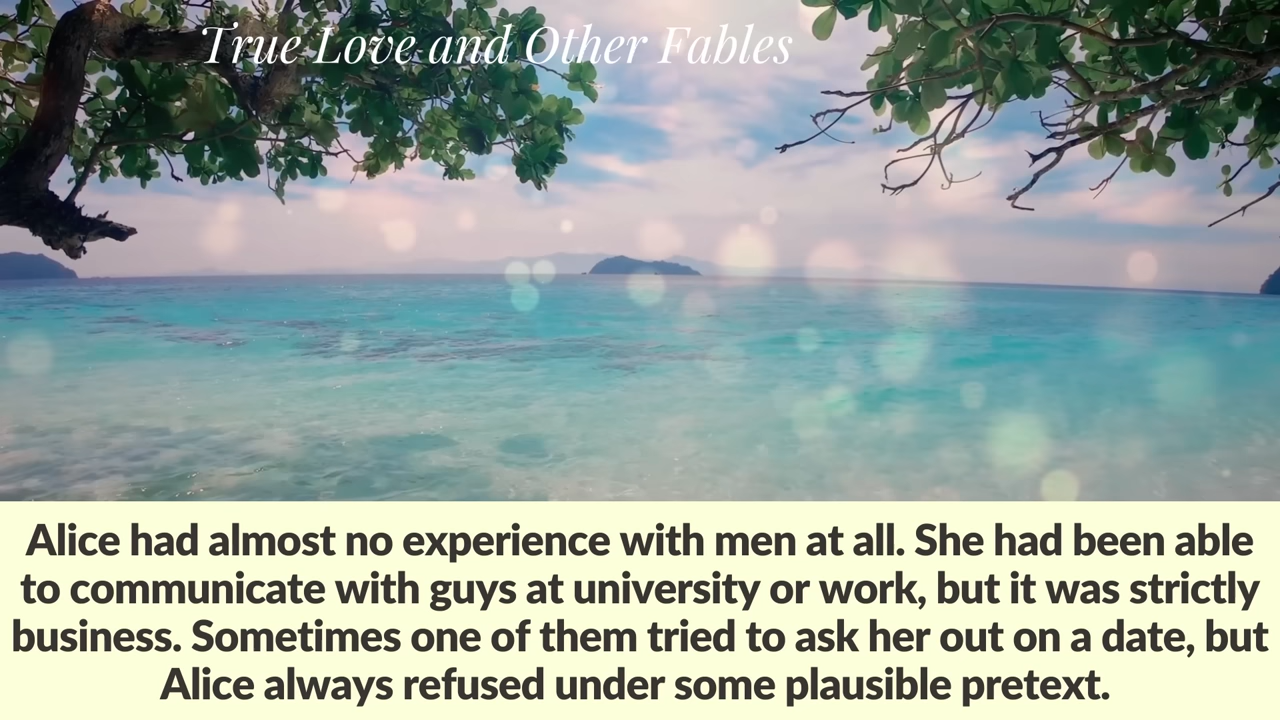 True Love and Other Fables
Alice had almost no experience with men at all. She had been able
to communicate with guys at university or work, but it was strictly
business. Sometimes one of them tried to ask her out on a date, but
Alice always refused under some plausible pretext.